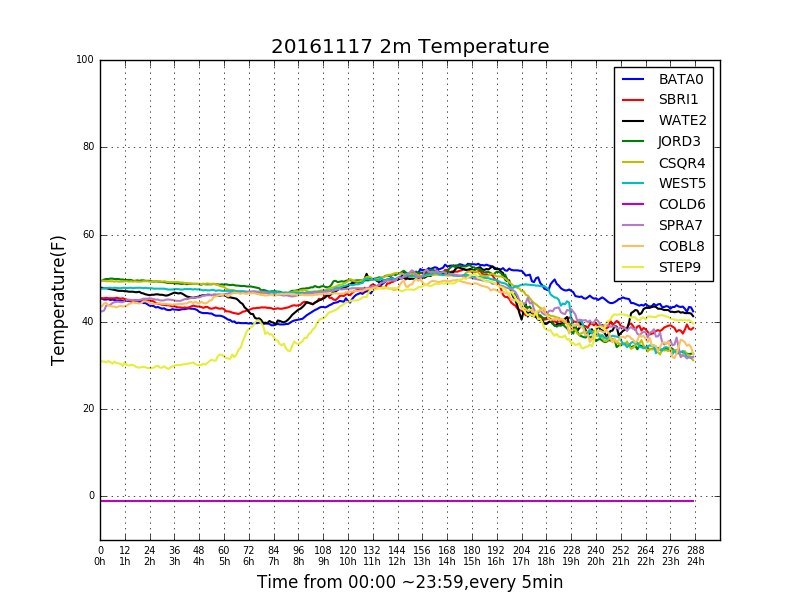 20161117 2m Temperature
BATA0
SBRI1
WATE2
JORD3
CSQR4
WEST5
COLD6
SPRA7
COBL8
STEP9
Temperature(F)
100
80
60
40
20
0
0 12 24 36 48 60 72 84 96 108 120 132 144 156 168 180 192 204 216 228 240 252 264 276 288
0h 1h 2h 3h 4h 5h 6h 7h 8h 9h 10h 11h 12h 13h 14h 15h 16h 17h 18h 19h 20h 21h 22h 23h 24h
Time from 00:00 ~23:59,every 5min